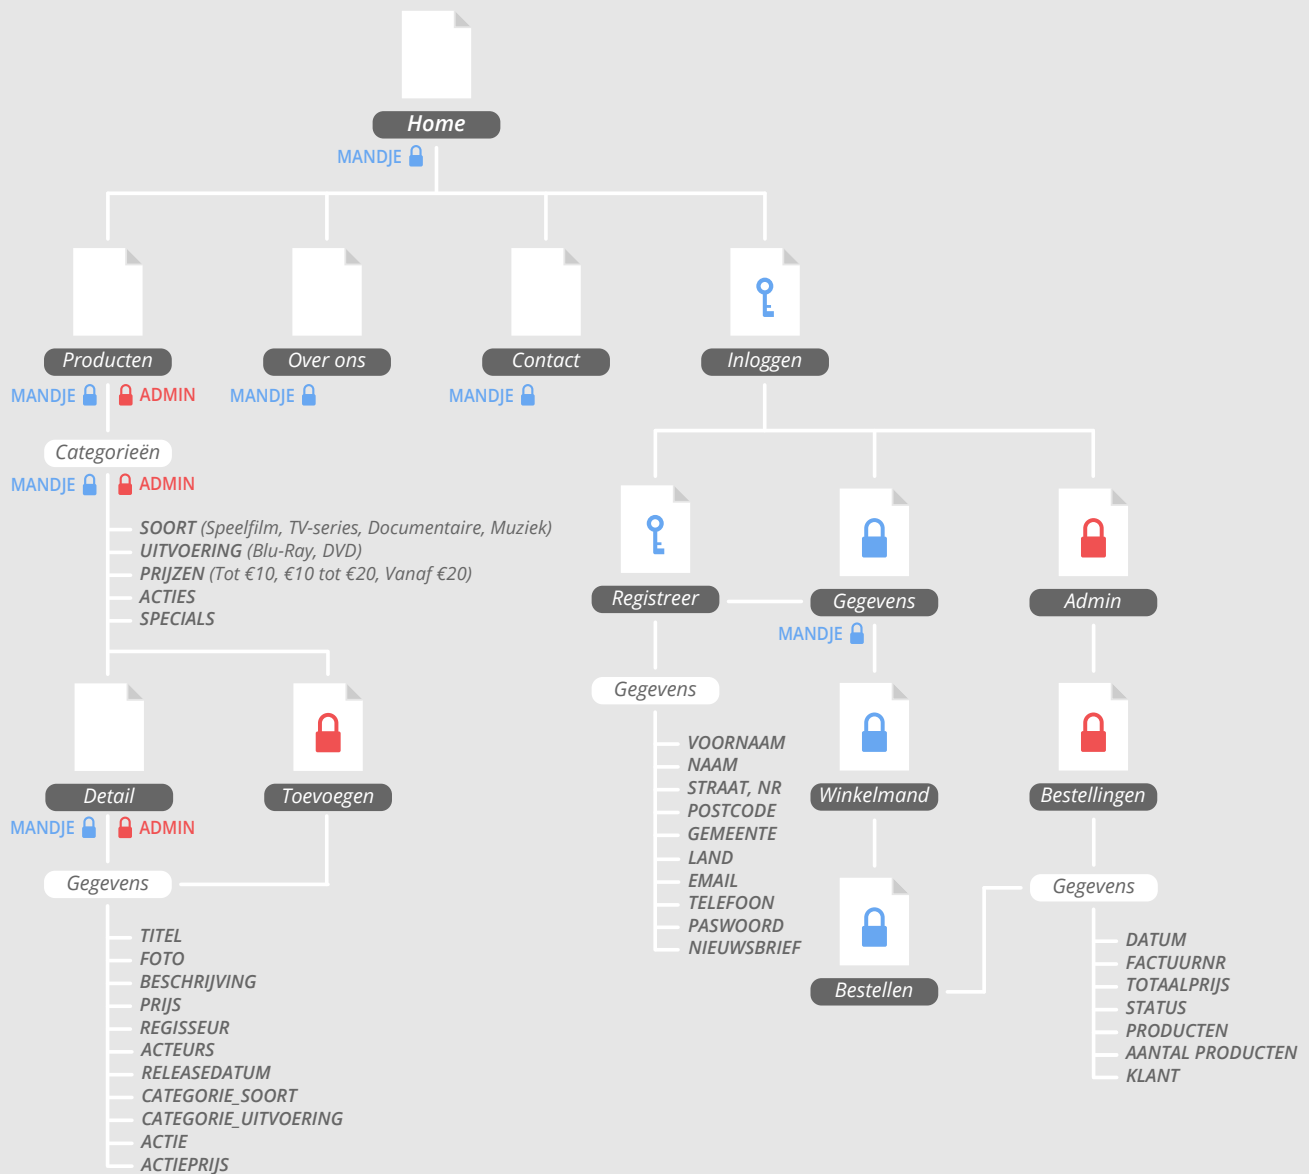 Home
MANDJE
Producten
Over ons
Contact
Inloggen
MANDJE ADMIN
MANDJE
MANDJE
Categorieën
MANDJE ADMIN
SOORT (Speelfilm, TV-series, Documentaire, Muziek)
UITVOERING (Blu-Ray, DVD)
PRIJZEN (Tot €10, €10 tot €20, Vanaf €20)
ACTIES
SPECIALS
Registreer
Gegevens
Admin
MANDJE
Gegevens
VOORNAAM
NAAM
STRAAT, NR
POSTCODE
GEMEENTE
LAND
EMAIL
TELEFOON
PASWOORD
NIEUWSBRIEF
Detail
Toevoegen
Winkelmand
Bestellingen
MANDJE ADMIN
Gegevens
TITEL
FOTO
BESCHRIJVING
PRIJS
REGISSEUR
ACTEURS
RELEASEDATUM
CATEGORIE_SOORT
CATEGORIE_UITVOERING
ACTIE
ACTIEPRIJS
Bestellen
Gegevens
DATUM
FACTUURNR
TOTAALPRIJS
STATUS
PRODUCTEN
AANTAL PRODUCTEN
KLANT